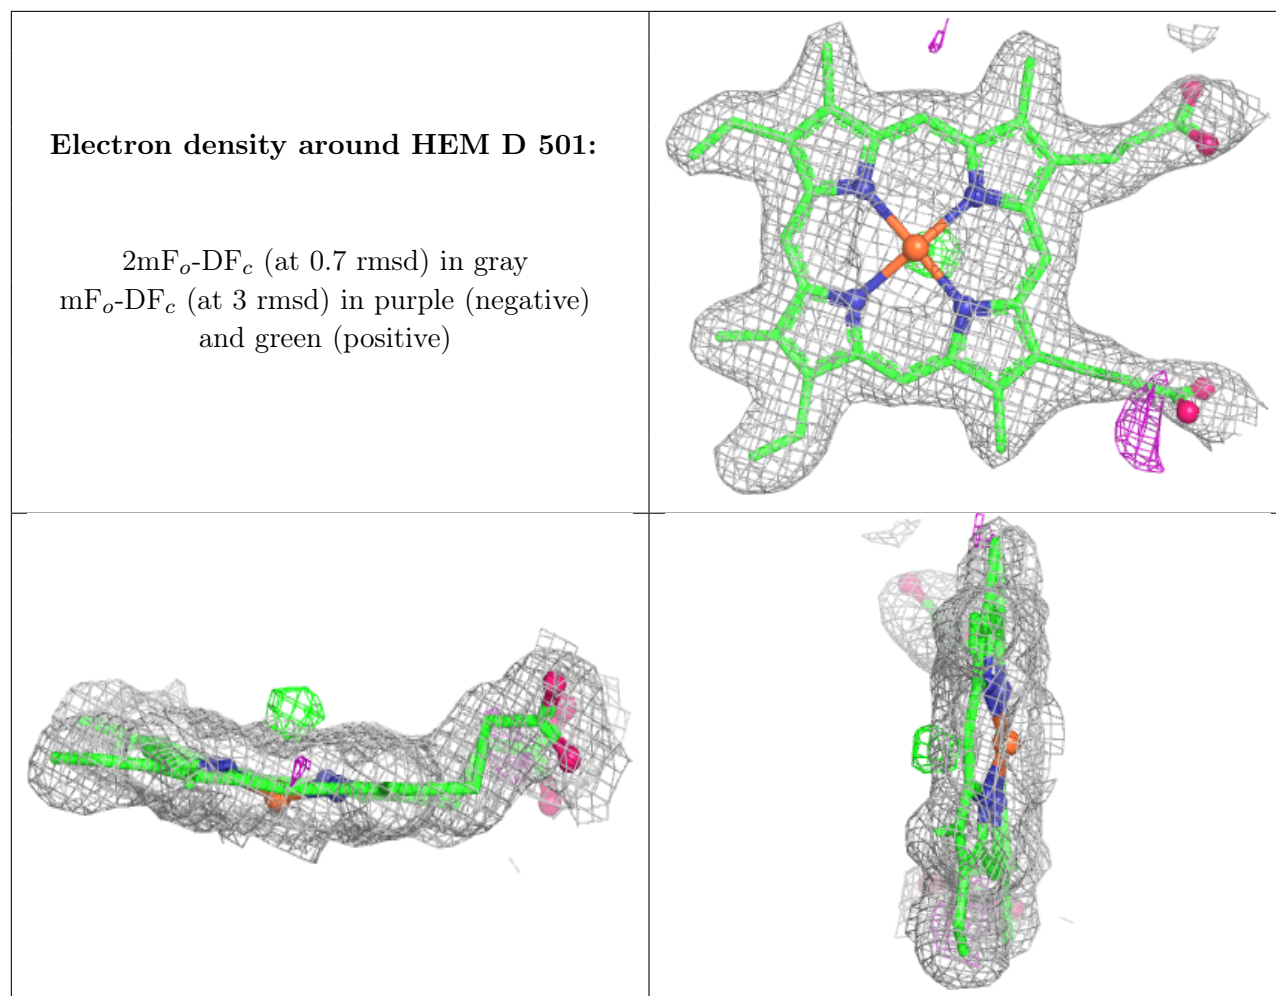 Electron density around HEM D 501:
2mFₒ-DF𝒸 (at 0.7 rmsd) in gray
mFₒ-DF𝒸 (at 3 rmsd) in purple (negative)
and green (positive)